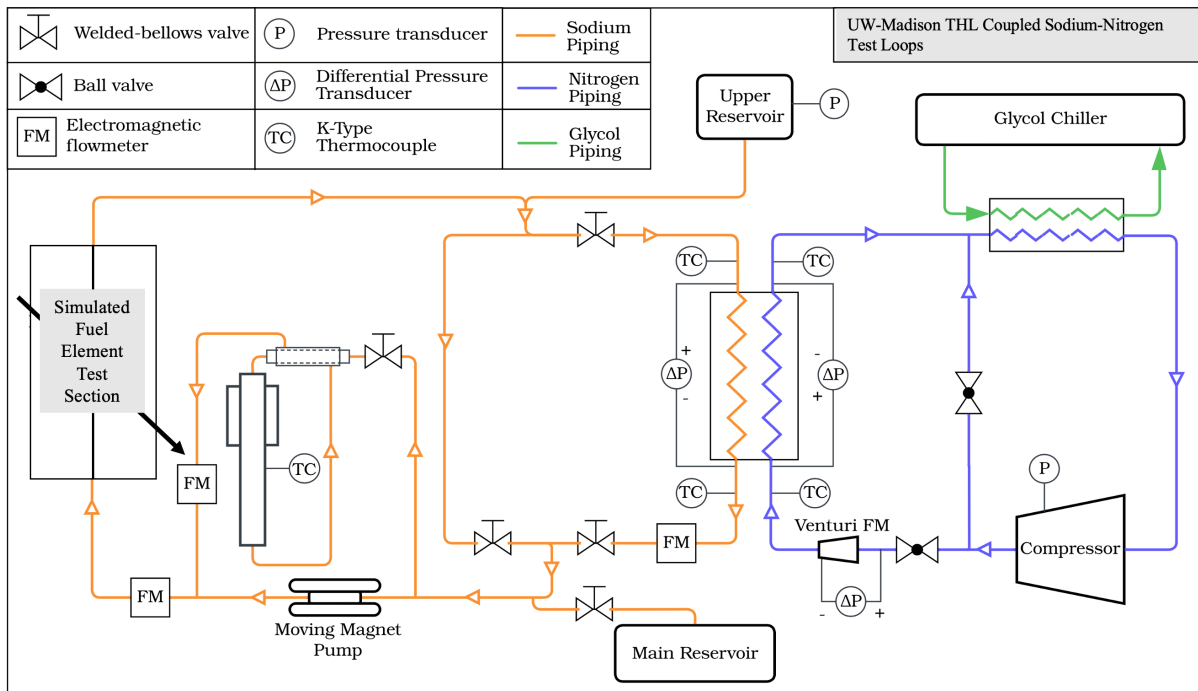 Welded-bellows valve
P
Pressure transducer
Sodium
Piping
UW-Madison THL Coupled Sodium-Nitrogen
Test Loops
Ball valve
ΔP
Differential Pressure
Transducer
Nitrogen
Piping
FM
Electromagnetic
flowmeter
TC
K-Type
Thermocouple
Glycol
Piping
Upper
Reservoir
P
Glycol Chiller
TC
TC
Simulated
Fuel
Element
Test
Section
+
ΔP
-
-
ΔP
+
TC
FM
TC
TC
P
Venturi FM
FM
Compressor
FM
Moving Magnet
Pump
-
ΔP
+
Main Reservoir